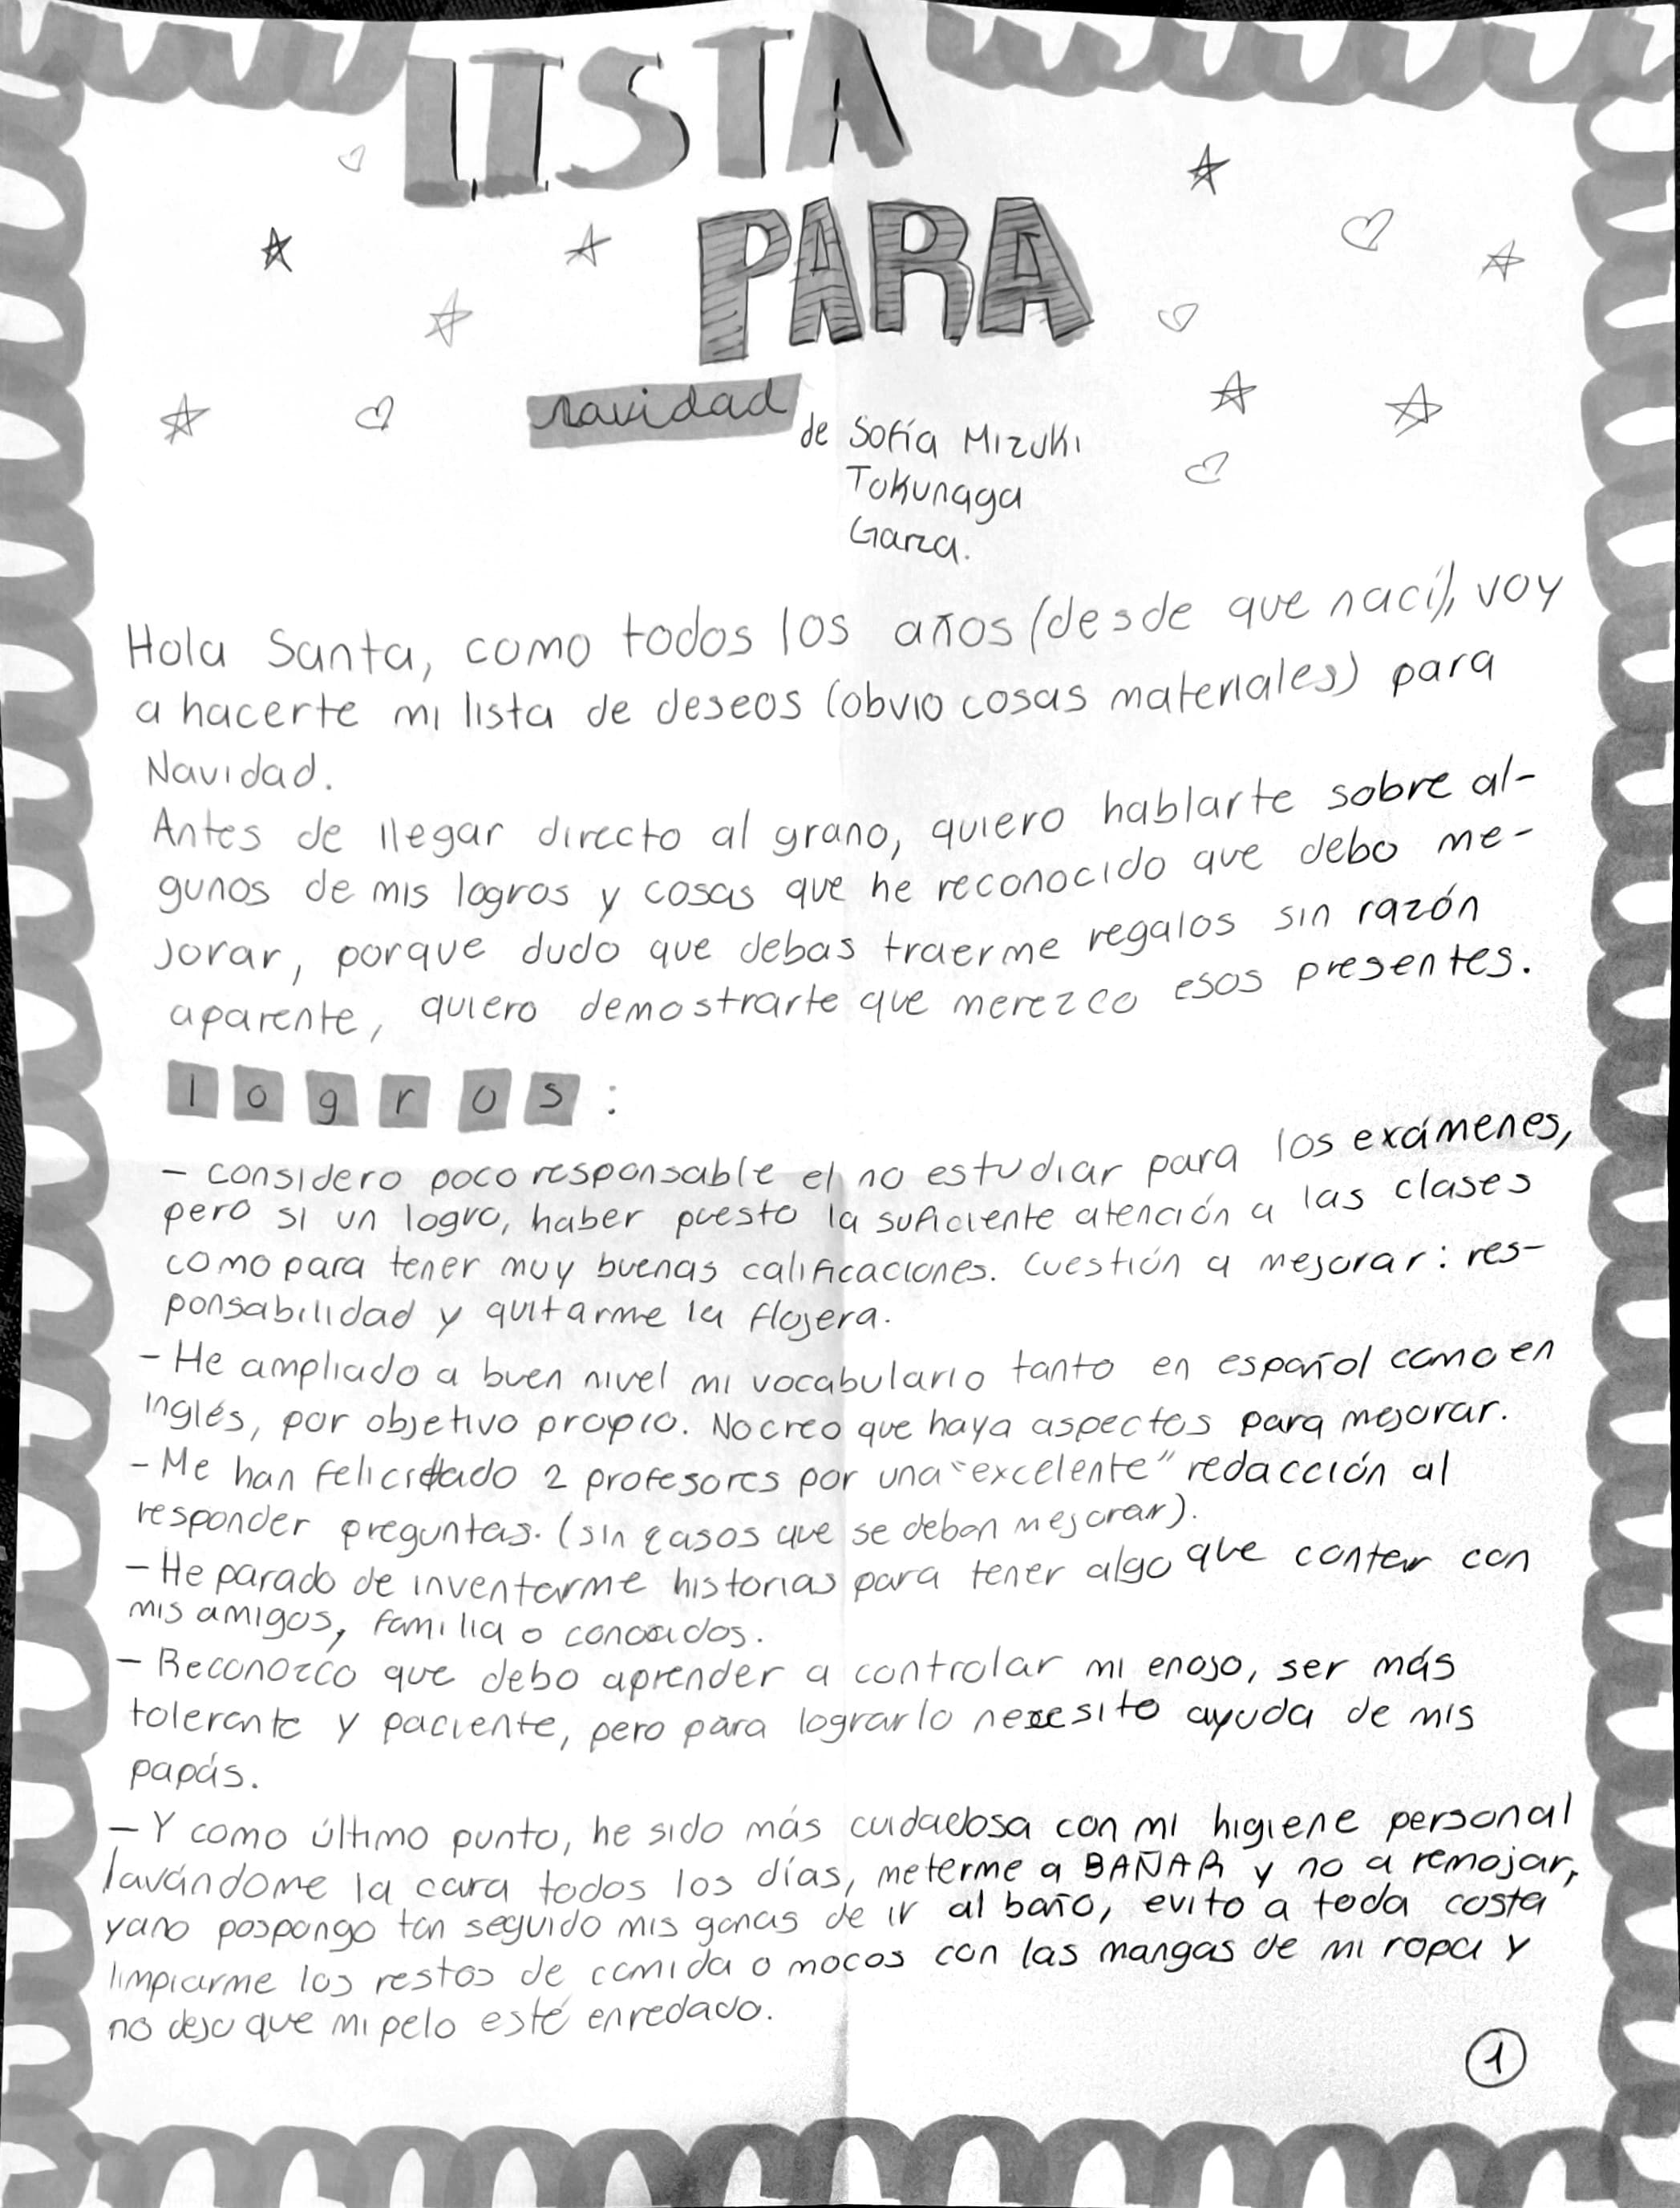 LISTA
PARA
navidad
de Sofía Mizuki
Tokunaga
Garza.
Hola Santa, como todos los años (desde que nací), voy
a hacerte mi lista de deseos (obvio cosas materiales) para
Navidad.
Antes de llegar directo al grano, quiero hablarte sobre al-
gunos de mis logros y cosas que he reconocido que debo me-
jorar, porque dudo que debas traerme regalos sin razón
aparente, quiero demostrarte que merezco esos presentes.
logros:
- considero poco responsable el no estudiar para los exámenes,
pero si un logro, haber puesto la suficiente atención a las clases
como para tener muy buenas calificaciones. Cuestión a mejorar: res-
ponsabilidad y quitarme la flojera.
- He ampliado a buen nivel mi vocabulario tanto en español como en
inglés, por objetivo propio. No creo que haya aspectos para mejorar.
- Me han felicitado 2 profesores por una "excelente" redacción al
responder preguntas. (sin casos que se deban mejorar).
- He parado de inventarme historias para tener algo que contar con
mis amigos, familia o conocidos.
- Reconozco que debo aprender a controlar mi enojo, ser más
tolerante y paciente, pero para lograrlo necesito ayuda de mis
papás.
- Y como último punto, he sido más cuidadosa con mi higiene personal
lavándome la cara todos los días, meterme a BAÑAR y no a remojar,
ya no pospongo tan seguido mis ganas de ir al baño, evito a toda costa
limpiarme los restos de comida o mocos con las mangas de mi ropa y
no dejo que mi pelo esté enredado.
1